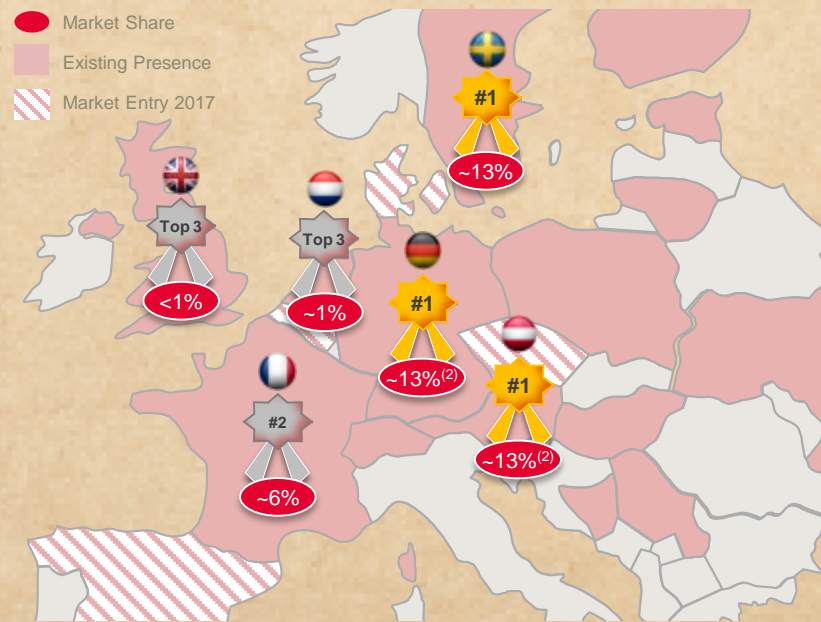 Market Share
Existing Presence
Market Entry 2017
#1
~13%
Top 3
<1%
Top 3
~1%
#1
~13%(2)
#1
~13%(2)
#2
~6%